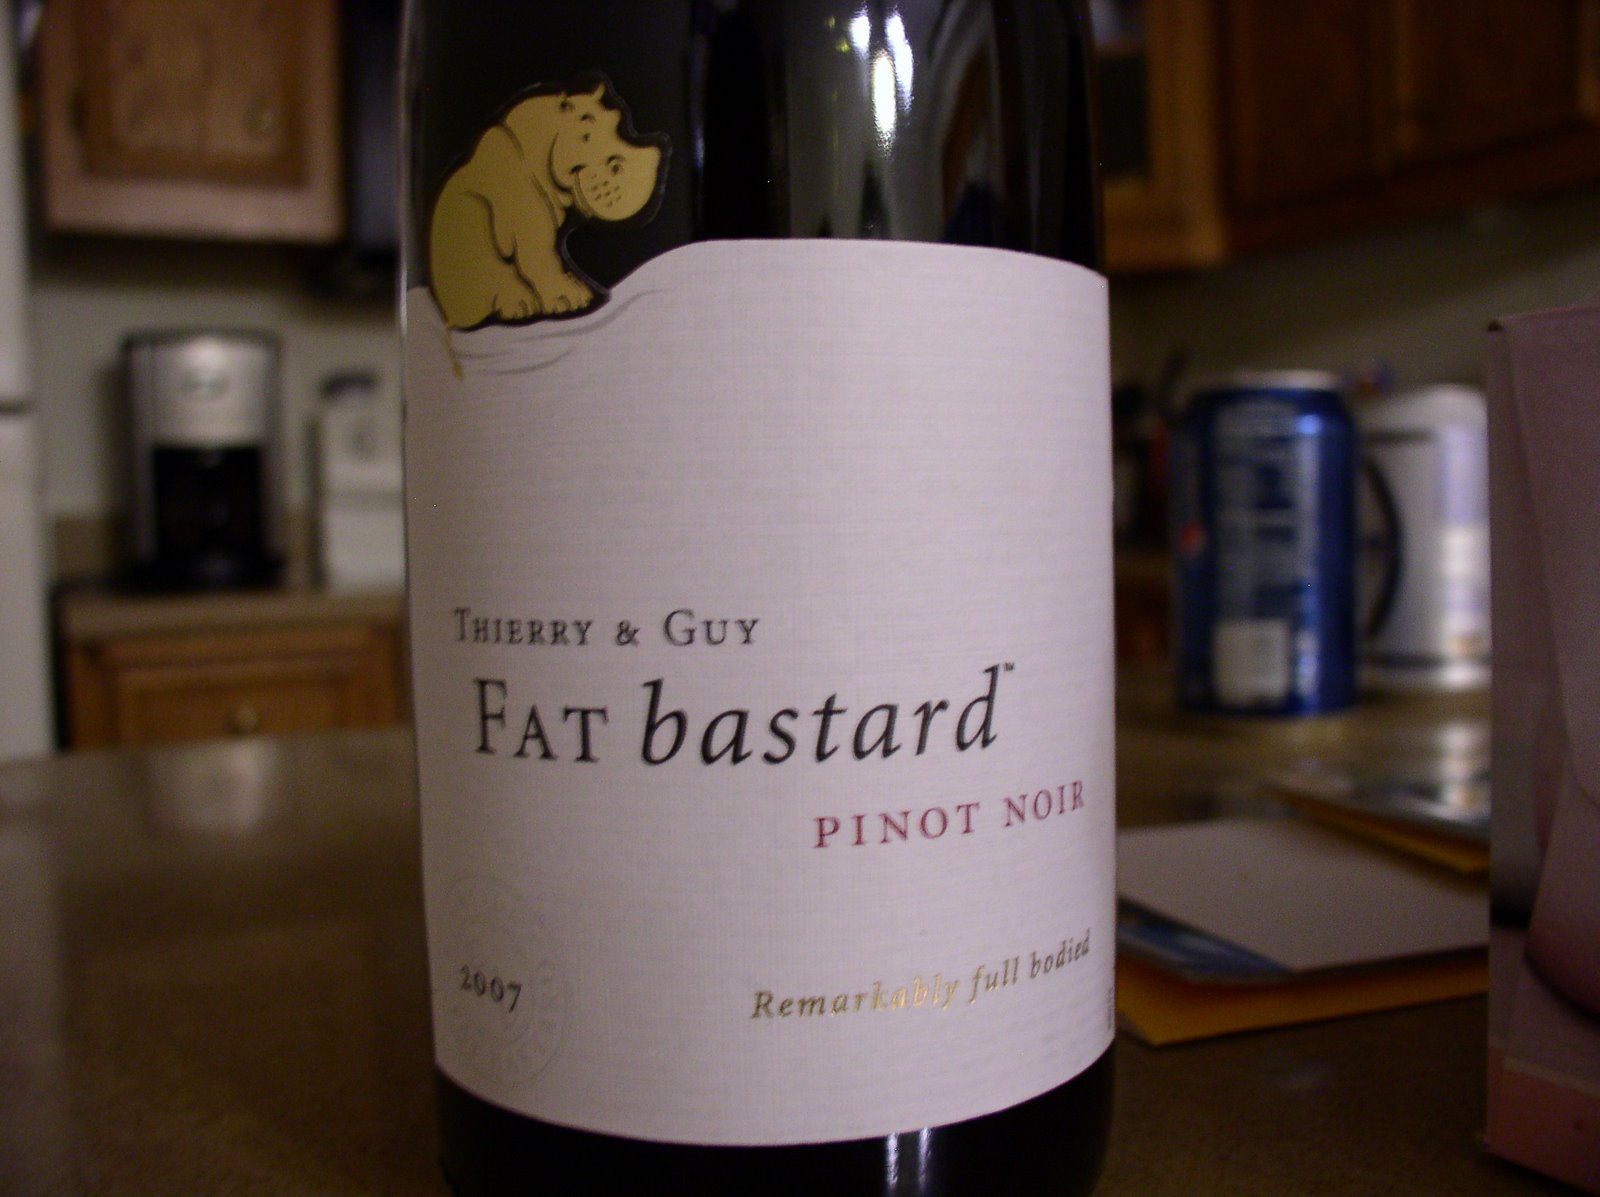 THIERRY & GUY
FAT bastard™
PINOT NOIR
2007
Remarkably full bodied